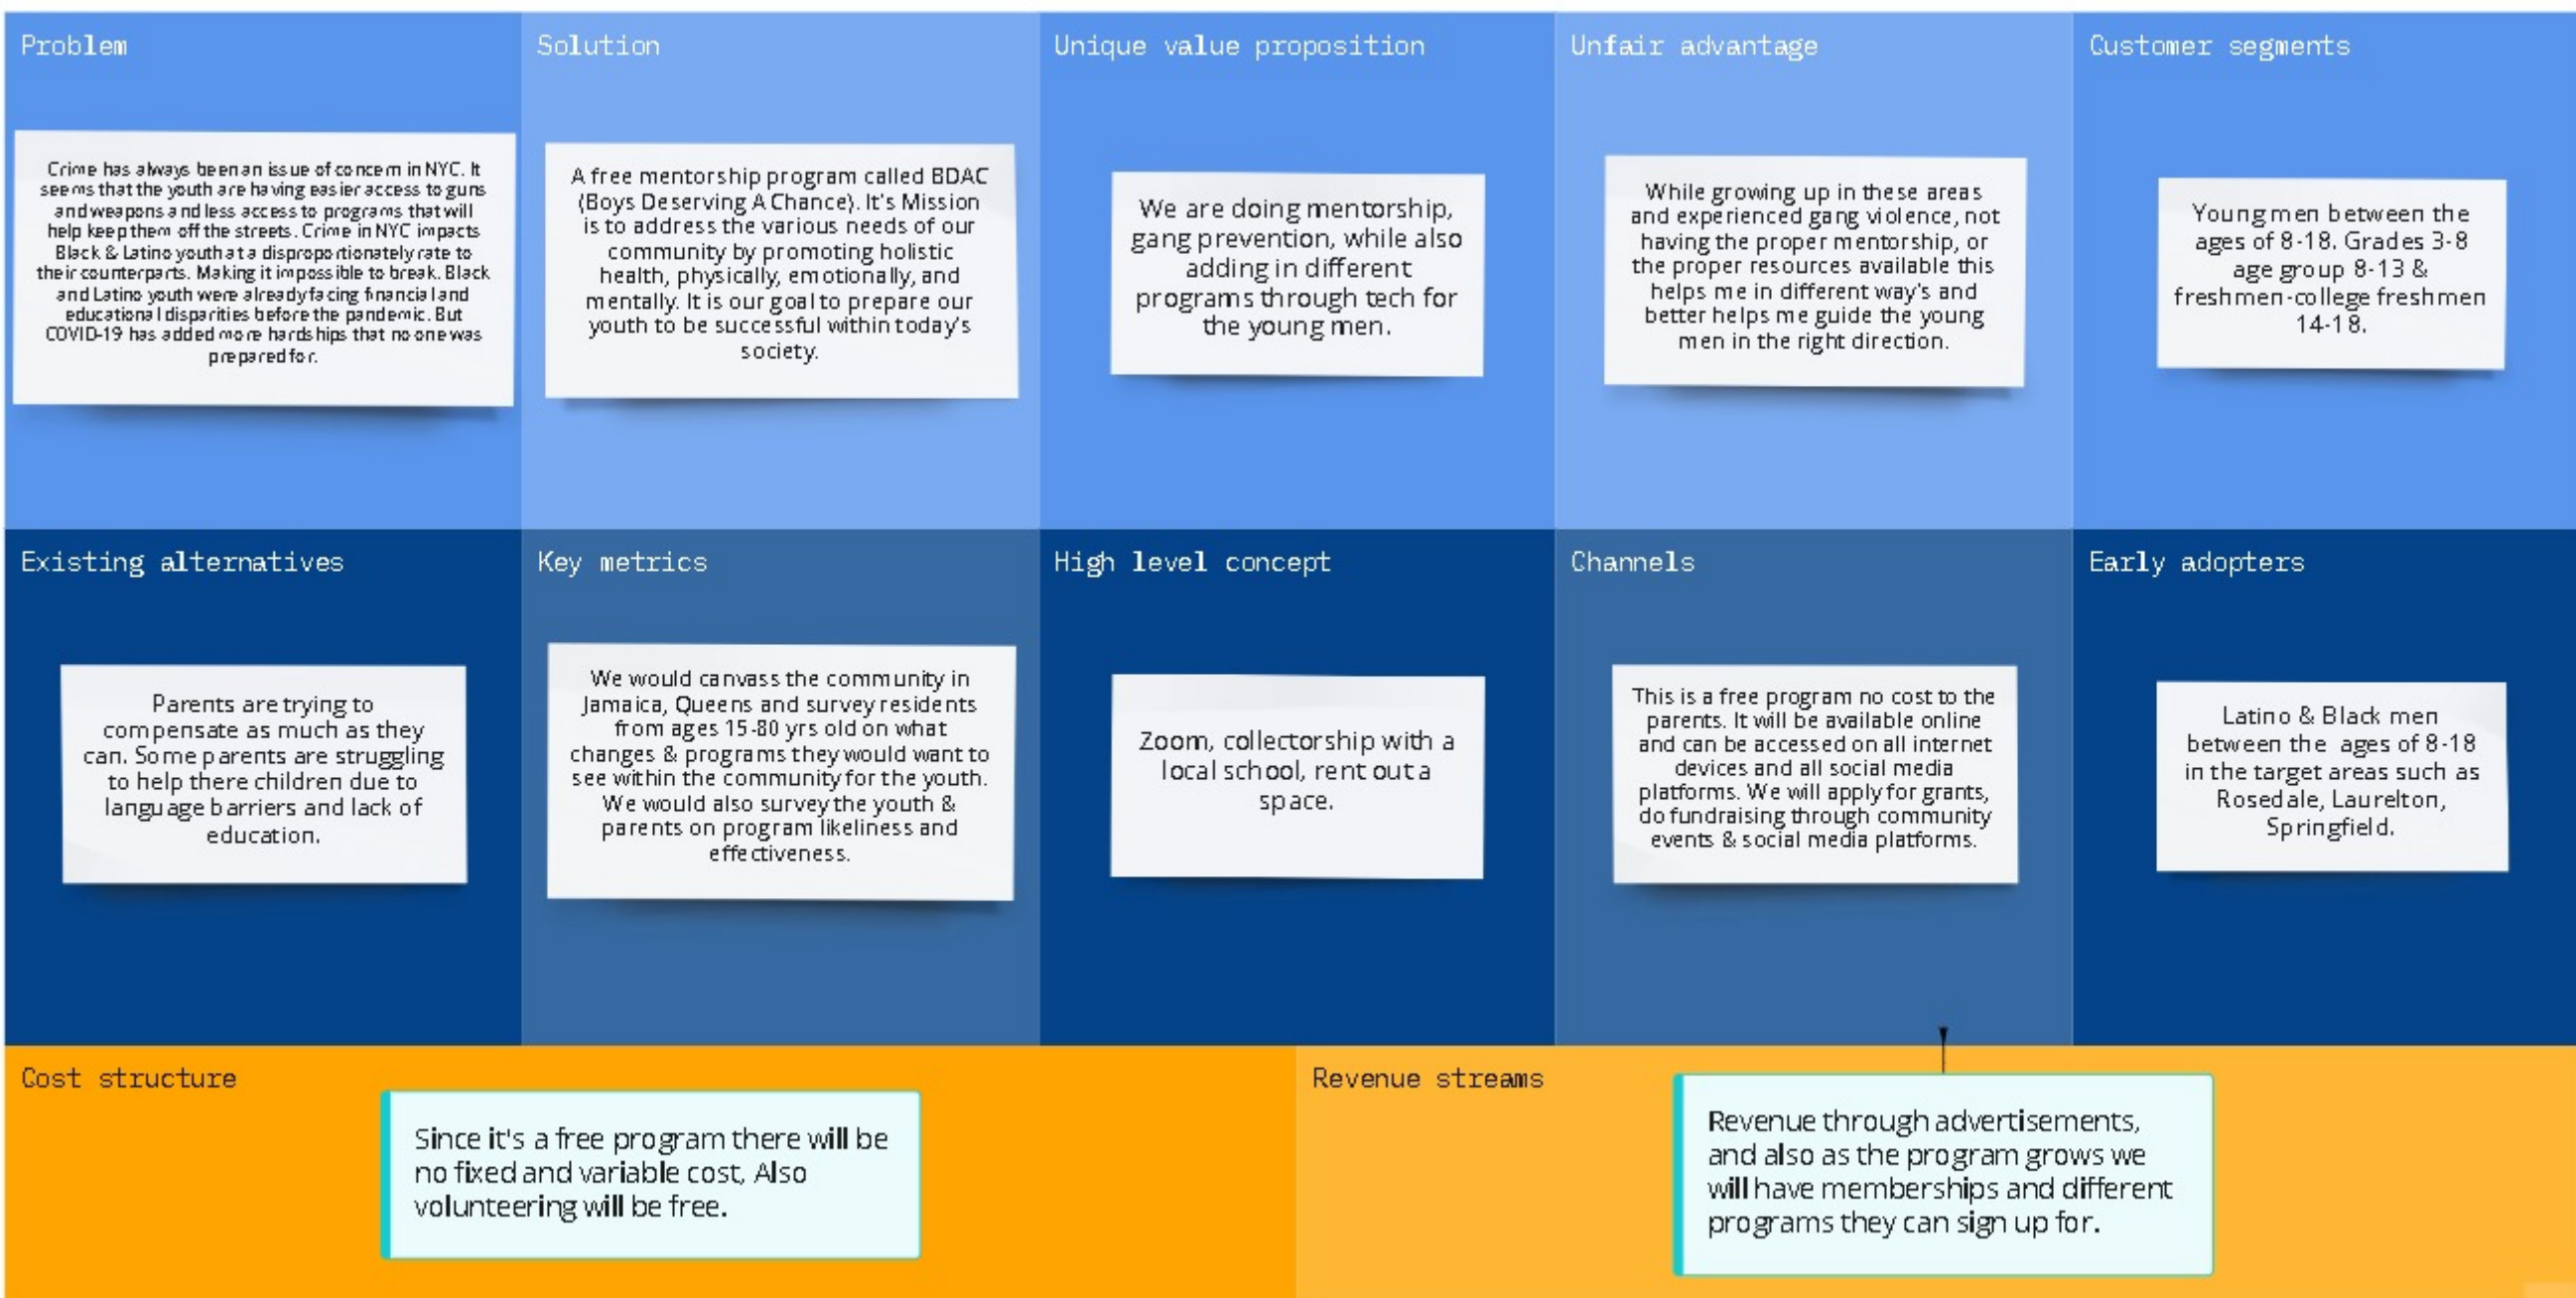 Problem
Crime has always been an issue of concern in NYC. It
seems that the youth are having easier access to guns
and weapons and less access to programs that will
help keep them off the streets. Crime in NYC impacts
Black & Latino youth at a disproportionately rate to
their counterparts. Making it impossible to break. Black
and Latino youth were already facing financial and
educational disparities before the pandemic. But
COVID-19 has added more hardships that no one was
prepared for.
Solution
A free mentorship program called BDAC
(Boys Deserving A Chance). It's Mission
is to address the various needs of our
community by promoting holistic
health, physically, emotionally, and
mentally. It is our goal to prepare our
youth to be successful within today's
society.
Unique value proposition
We are doing mentorship,
gang prevention, while also
adding in different
programs through tech for
the young men.
Unfair advantage
While growing up in these areas
and experienced gang violence, not
having the proper mentorship, or
the proper resources available this
helps me in different way's and
better helps me guide the young
men in the right direction.
Customer segments
Young men between the
ages of 8-18. Grades 3-8
age group 8-13 &
freshmen-college freshmen
14-18.
Existing alternatives
Parents are trying to
compensate as much as they
can. Some parents are struggling
to help there children due to
language barriers and lack of
education.
Key metrics
We would canvass the community in
Jamaica, Queens and survey residents
from ages 15-80 yrs old on what
changes & programs they would want to
see within the community for the youth.
We would also survey the youth &
parents on program likeliness and
effectiveness.
High level concept
Zoom, collectorship with a
local school, rent out a
space.
Channels
This is a free program no cost to the
parents. It will be available online
and can be accessed on all internet
devices and all social media
platforms. We will apply for grants,
do fundraising through community
events & social media platforms.
Early adopters
Latino & Black men
between the ages of 8-18
in the target areas such as
Rosedale, Laurelton,
Springfield.
Cost structure
Since it's a free program there will be
no fixed and variable cost, Also
volunteering will be free.
Revenue streams
Revenue through advertisements,
and also as the program grows we
will have memberships and different
programs they can sign up for.